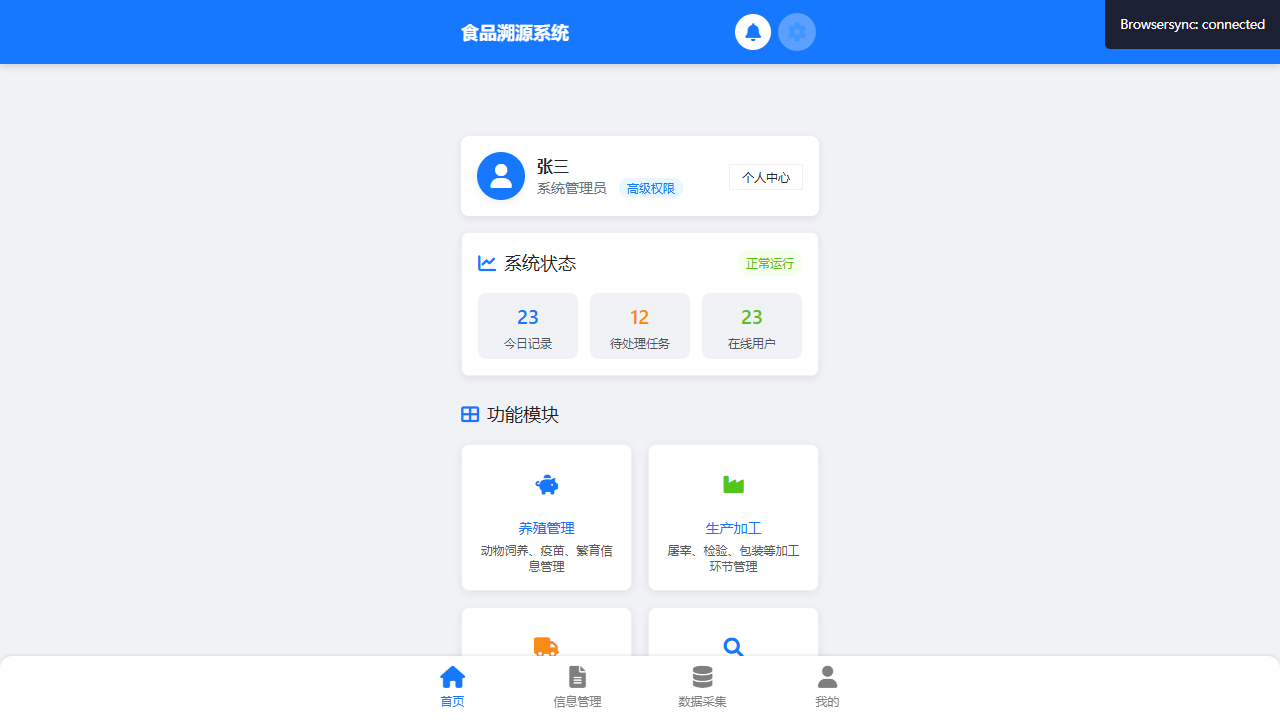 食品溯源系统
Browsersync: connected
张三
系统管理员 高级权限
个人中心
系统状态
正常运行
23
今日记录
12
待处理任务
23
在线用户
功能模块
养殖管理
动物饲养、疫苗、繁育信
息管理
生产加工
屠宰、检验、包装等加工
环节管理
首页
信息管理
数据采集
我的